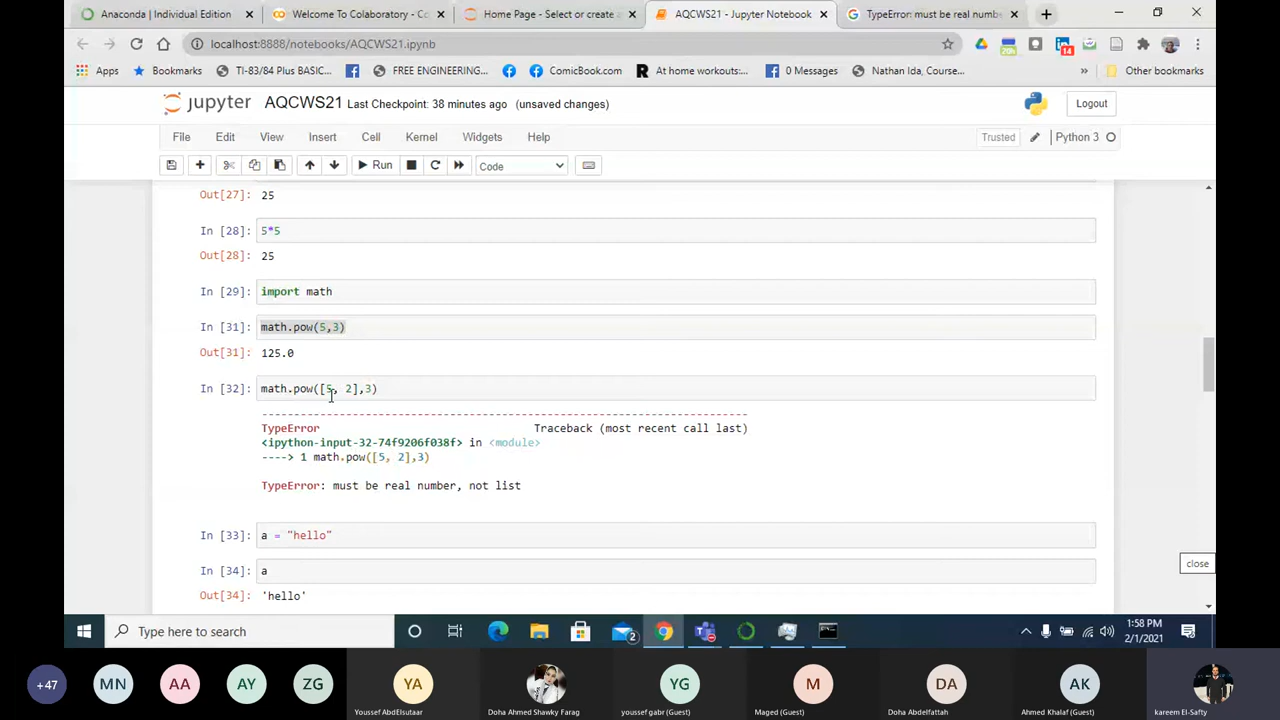 Anaconda | Individual Edition
Welcome To Colaboratory - Co
Home Page - Select or create a
AQCWS21 - Jupyter Notebook
TypeError: must be real numbe
localhost:8888/notebooks/AQCWS21.ipynb
20h
14
Apps
Bookmarks
TI-83/84 Plus BASIC...
FREE ENGINEERING...
ComicBook.com
At home workouts:...
0 Messages
Nathan Ida, Course...
»
Other bookmarks
jupyter AQCWS21 Last Checkpoint: 38 minutes ago (unsaved changes)
Logout
File Edit View Insert Cell Kernel Widgets Help
Trusted
Python 3
Run
Code
Out[27]: 25
In [28]: 5*5
Out[28]: 25
In [29]: import math
In [31]: math.pow(5,3)
Out[31]: 125.0
In [32]: math.pow([5, 2],3)
---------------------------------------------------------------------------
TypeError Traceback (most recent call last)
<ipython-input-32-74f9206f038f> in <module>
----> 1 math.pow([5, 2],3)
TypeError: must be real number, not list
In [33]: a = "hello"
close
In [34]: a
Out[34]: 'hello'
Type here to search
2
1:58 PM
2/1/2021
+47
MN
AA
AY
ZG
YA
Youssef AbdElsutaar
Doha Ahmed Shawky Farag
YG
youssef gabr (Guest)
M
Maged (Guest)
DA
Doha Abdelfattah
AK
Ahmed Khalaf (Guest)
kareem El-Safty